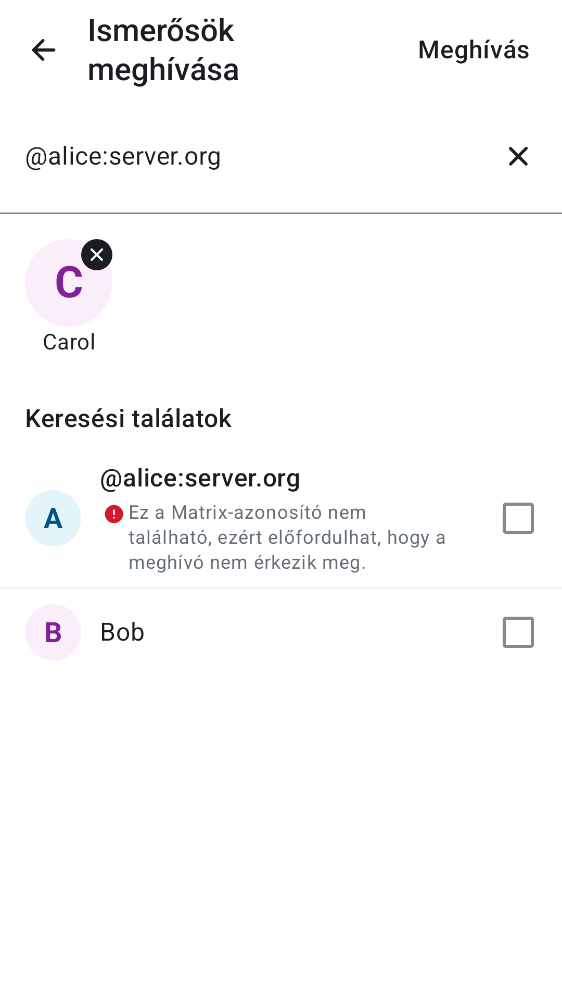 Ismerősök
meghívása
Meghívás
@alice:server.org
C
Carol
Keresési találatok
A
@alice:server.org
Ez a Matrix-azonosító nem
található, ezért előfordulhat, hogy a
meghívó nem érkezik meg.
B
Bob